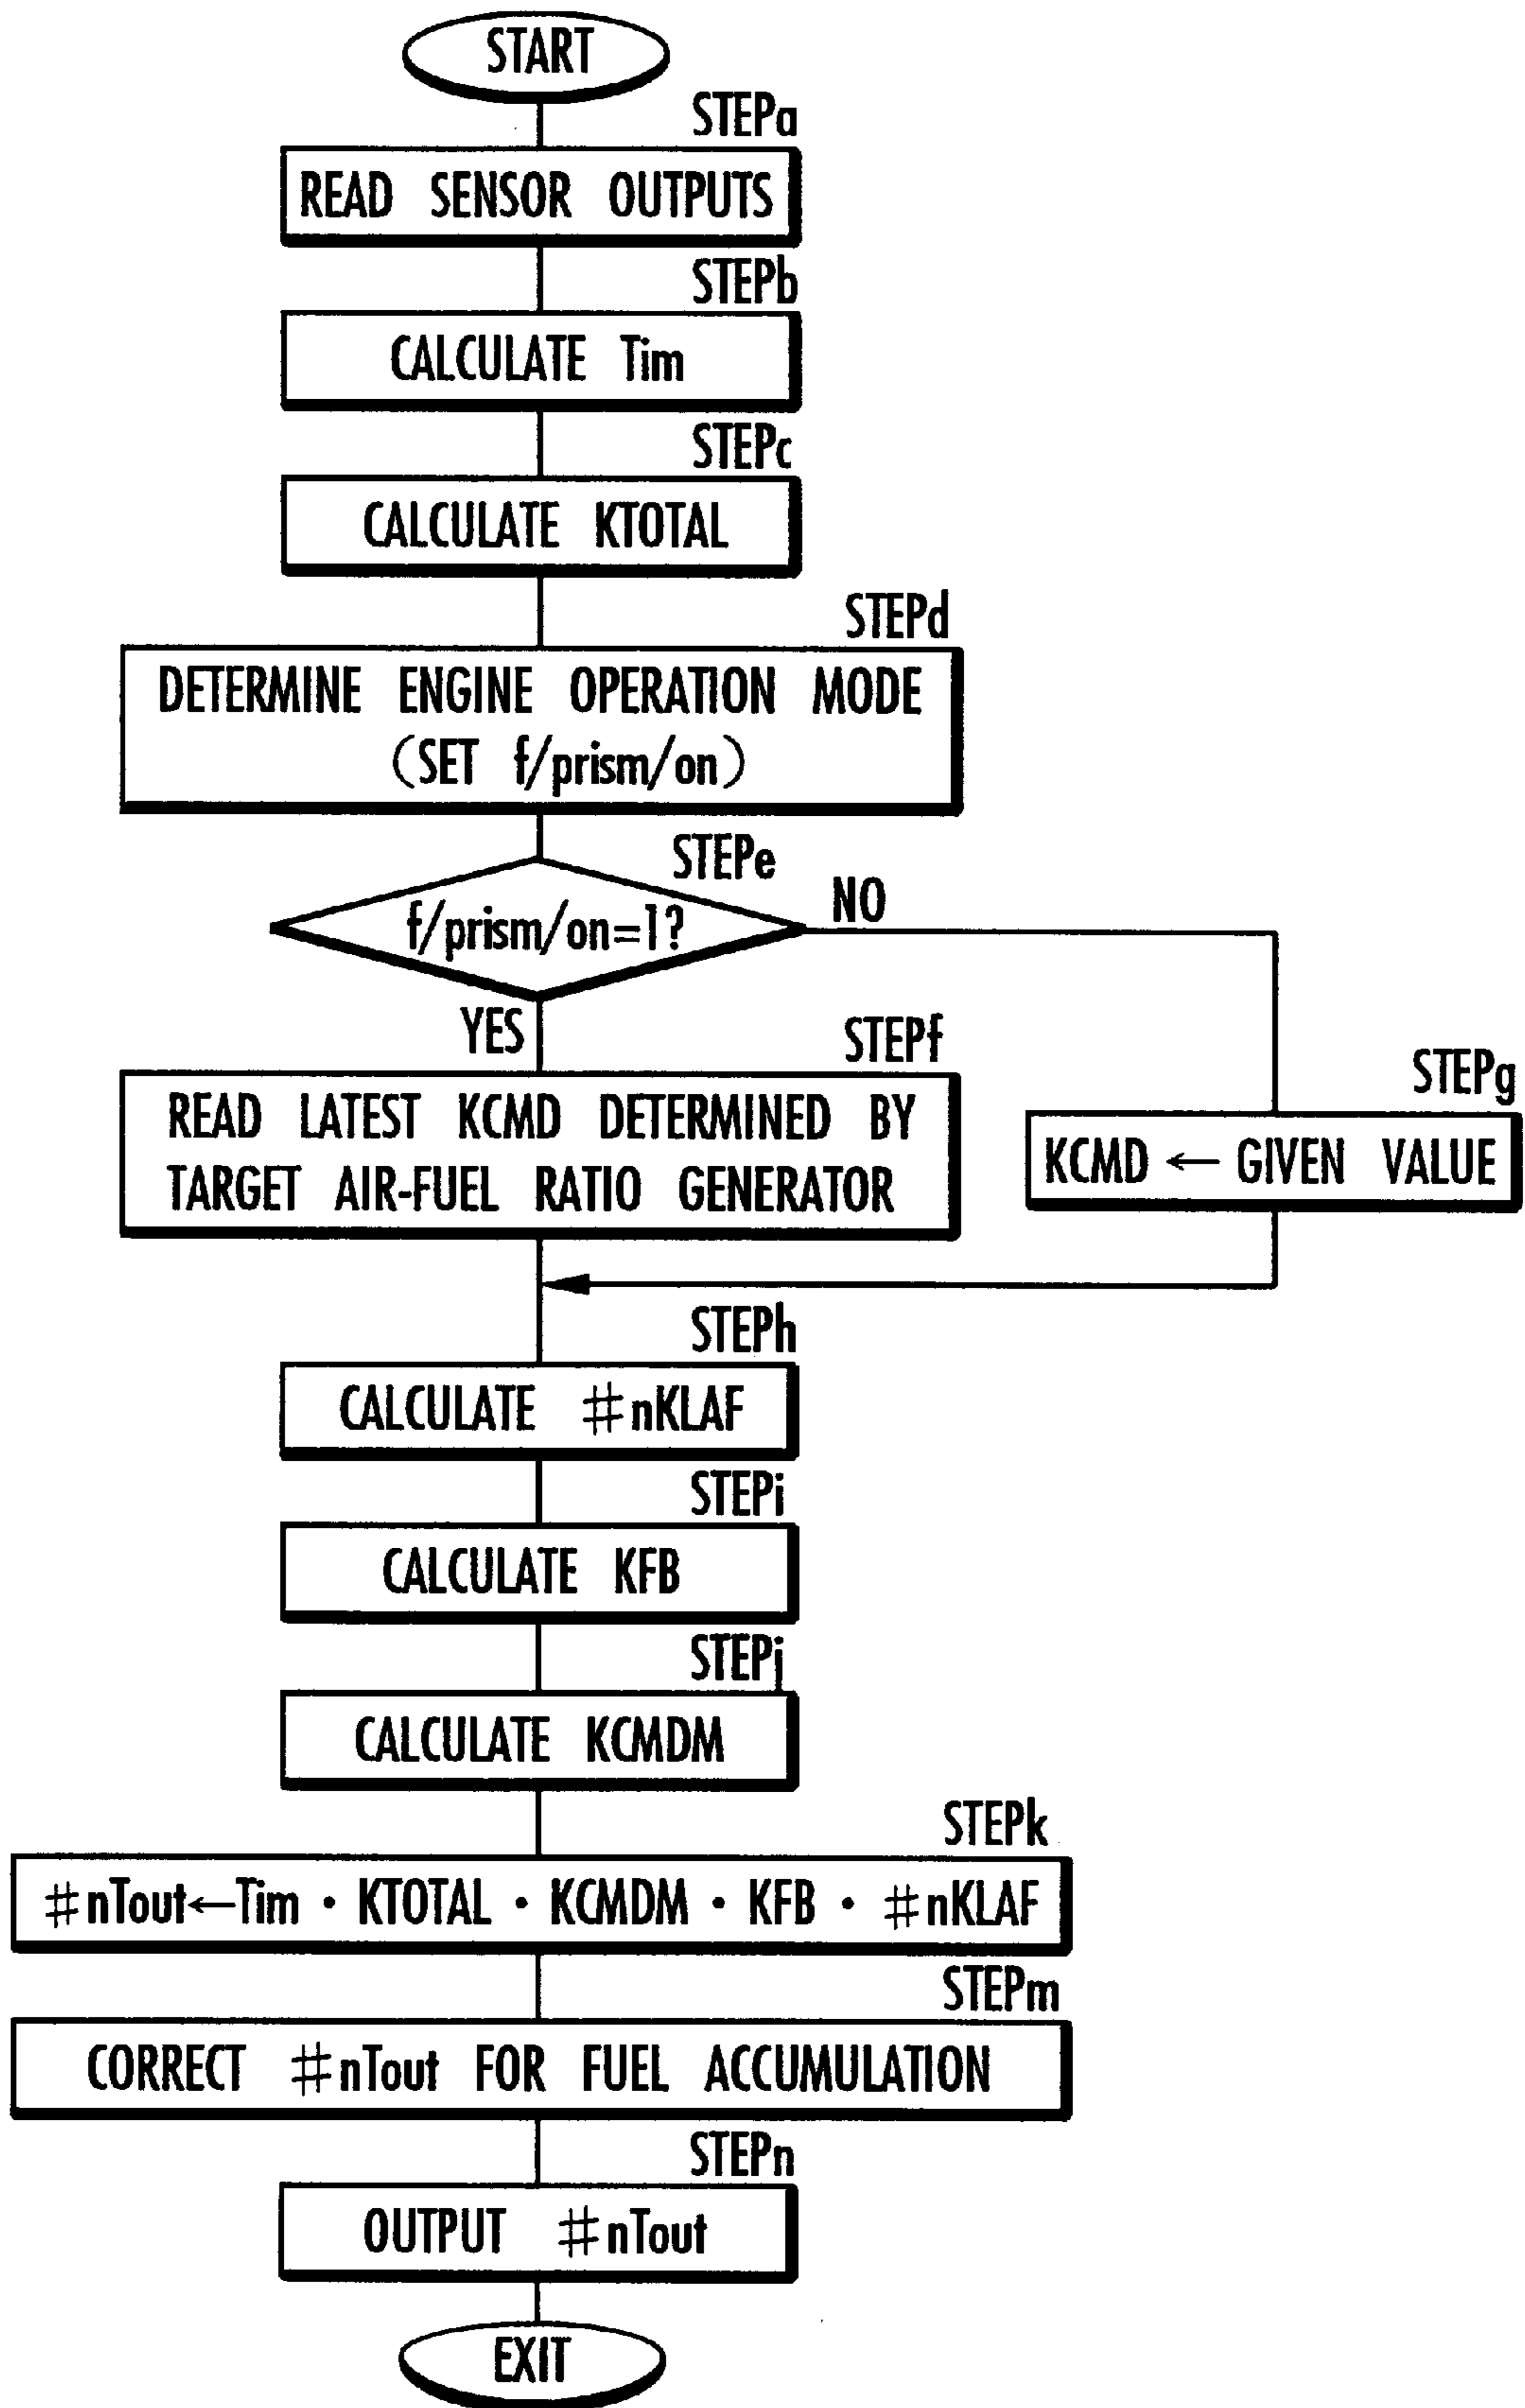 START
STEPa
READ SENSOR OUTPUTS
STEPb
CALCULATE Tim
STEPc
CALCULATE KTOTAL
STEPd
DETERMINE ENGINE OPERATION MODE
(SET f/prism/on)
STEPe
f/prism/on=1?
NO
YES
STEPf
READ LATEST KCMD DETERMINED BY
TARGET AIR-FUEL RATIO GENERATOR
STEPg
KCMD ← GIVEN VALUE
STEPh
CALCULATE #nKLAF
STEPi
CALCULATE KFB
STEPj
CALCULATE KCMDM
STEPk
#nTout←Tim · KTOTAL · KCMDM · KFB · #nKLAF
STEPm
CORRECT #nTout FOR FUEL ACCUMULATION
STEPn
OUTPUT #nTout
EXIT